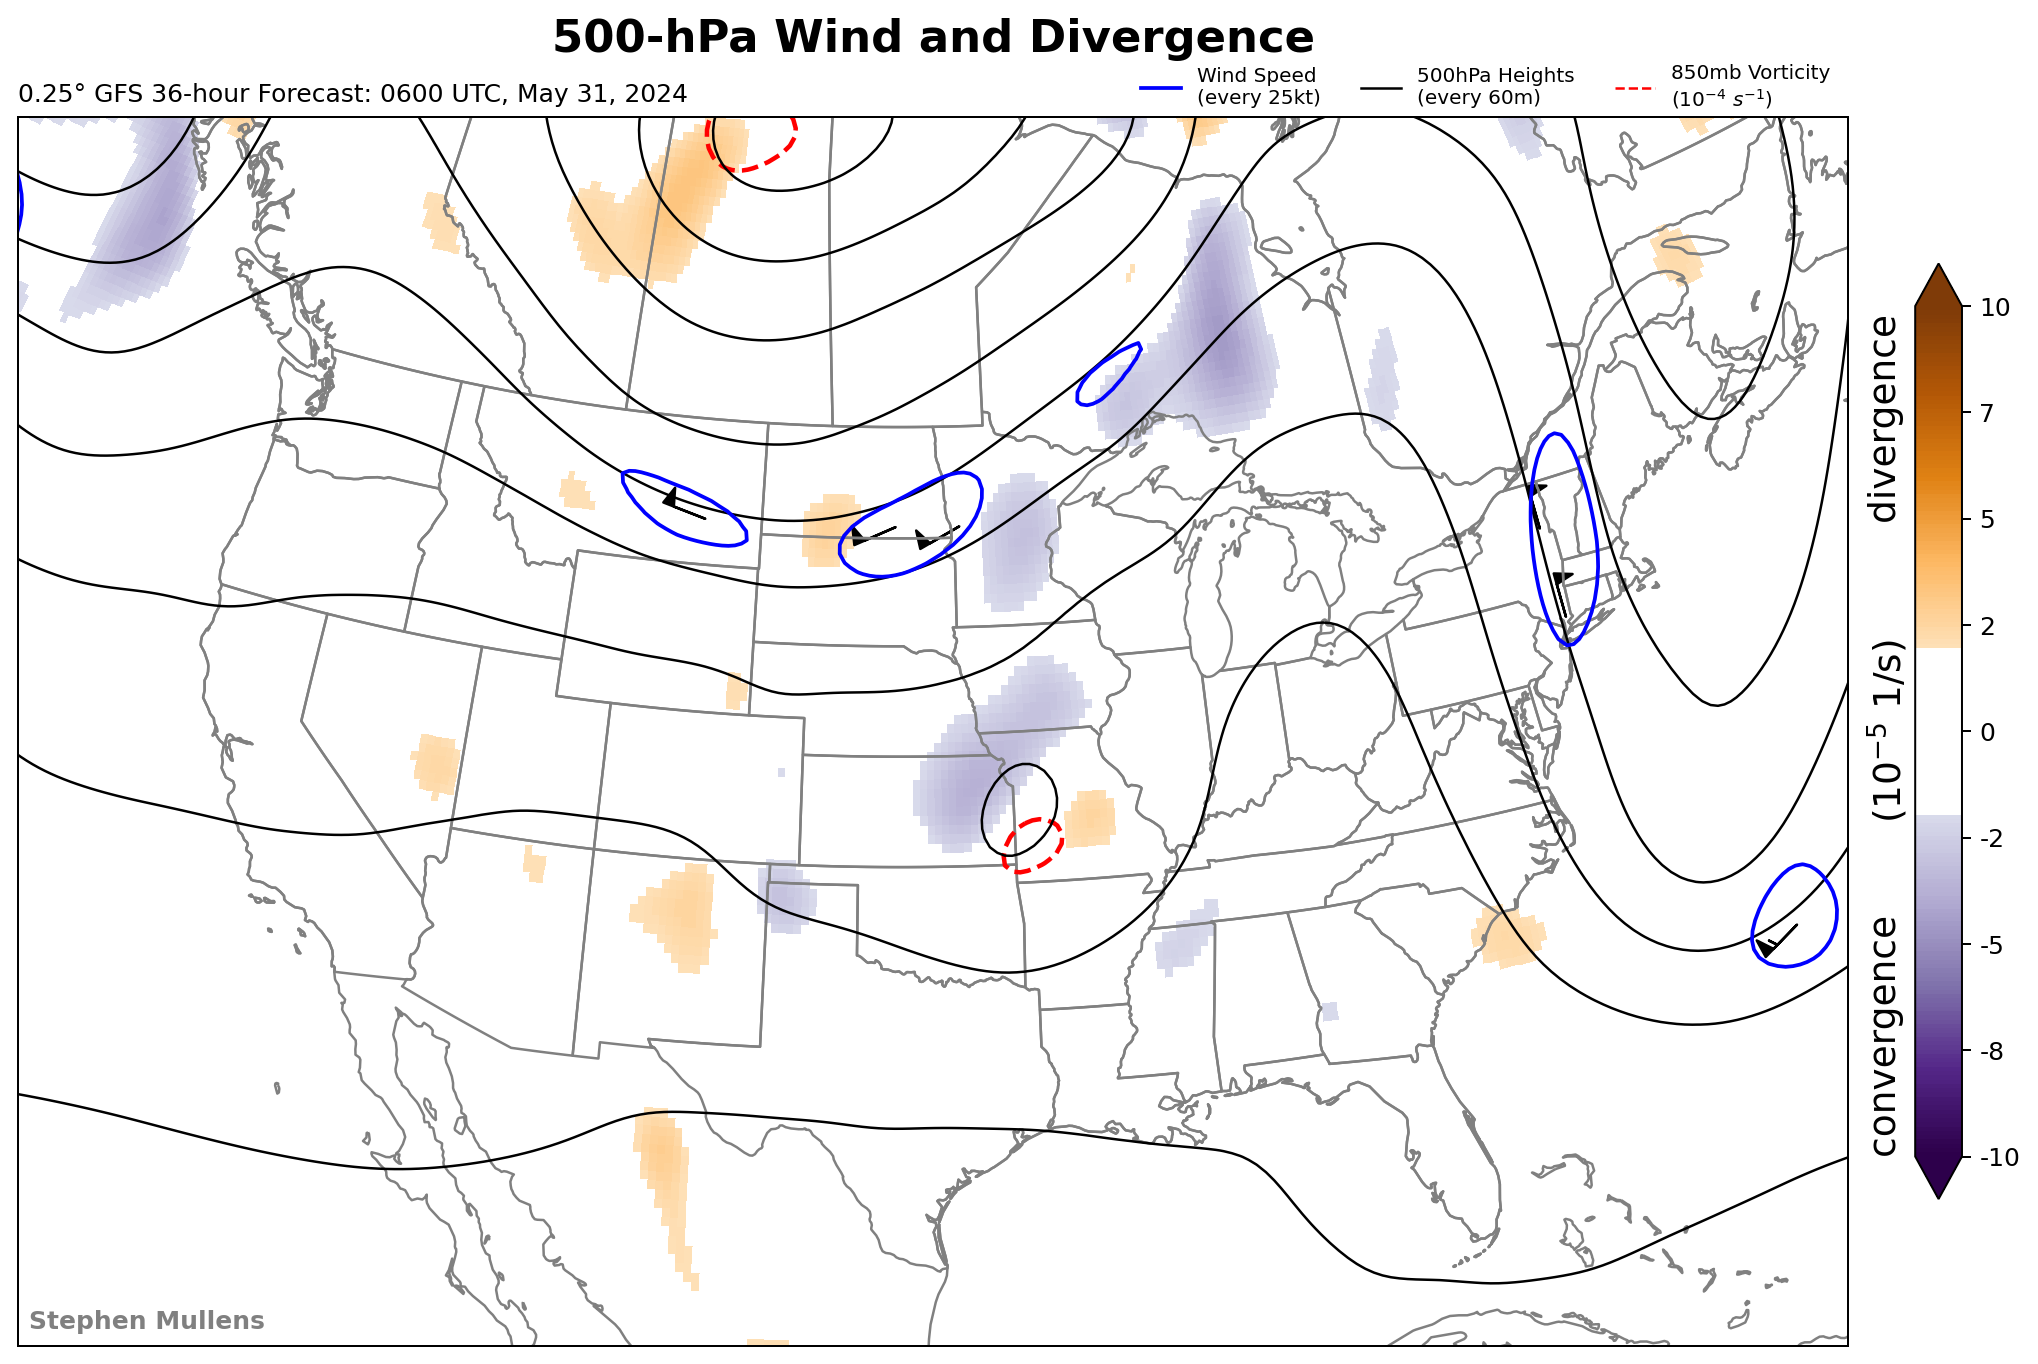 500-hPa Wind and Divergence
0.25° GFS 36-hour Forecast: 0600 UTC, May 31, 2024
Wind Speed
(every 25kt)
500hPa Heights
(every 60m)
850mb Vorticity
(10⁻⁴ s⁻¹)
10
7
5
2
0
-2
-5
-8
-10
divergence
(10⁻⁵ 1/s)
convergence
Stephen Mullens